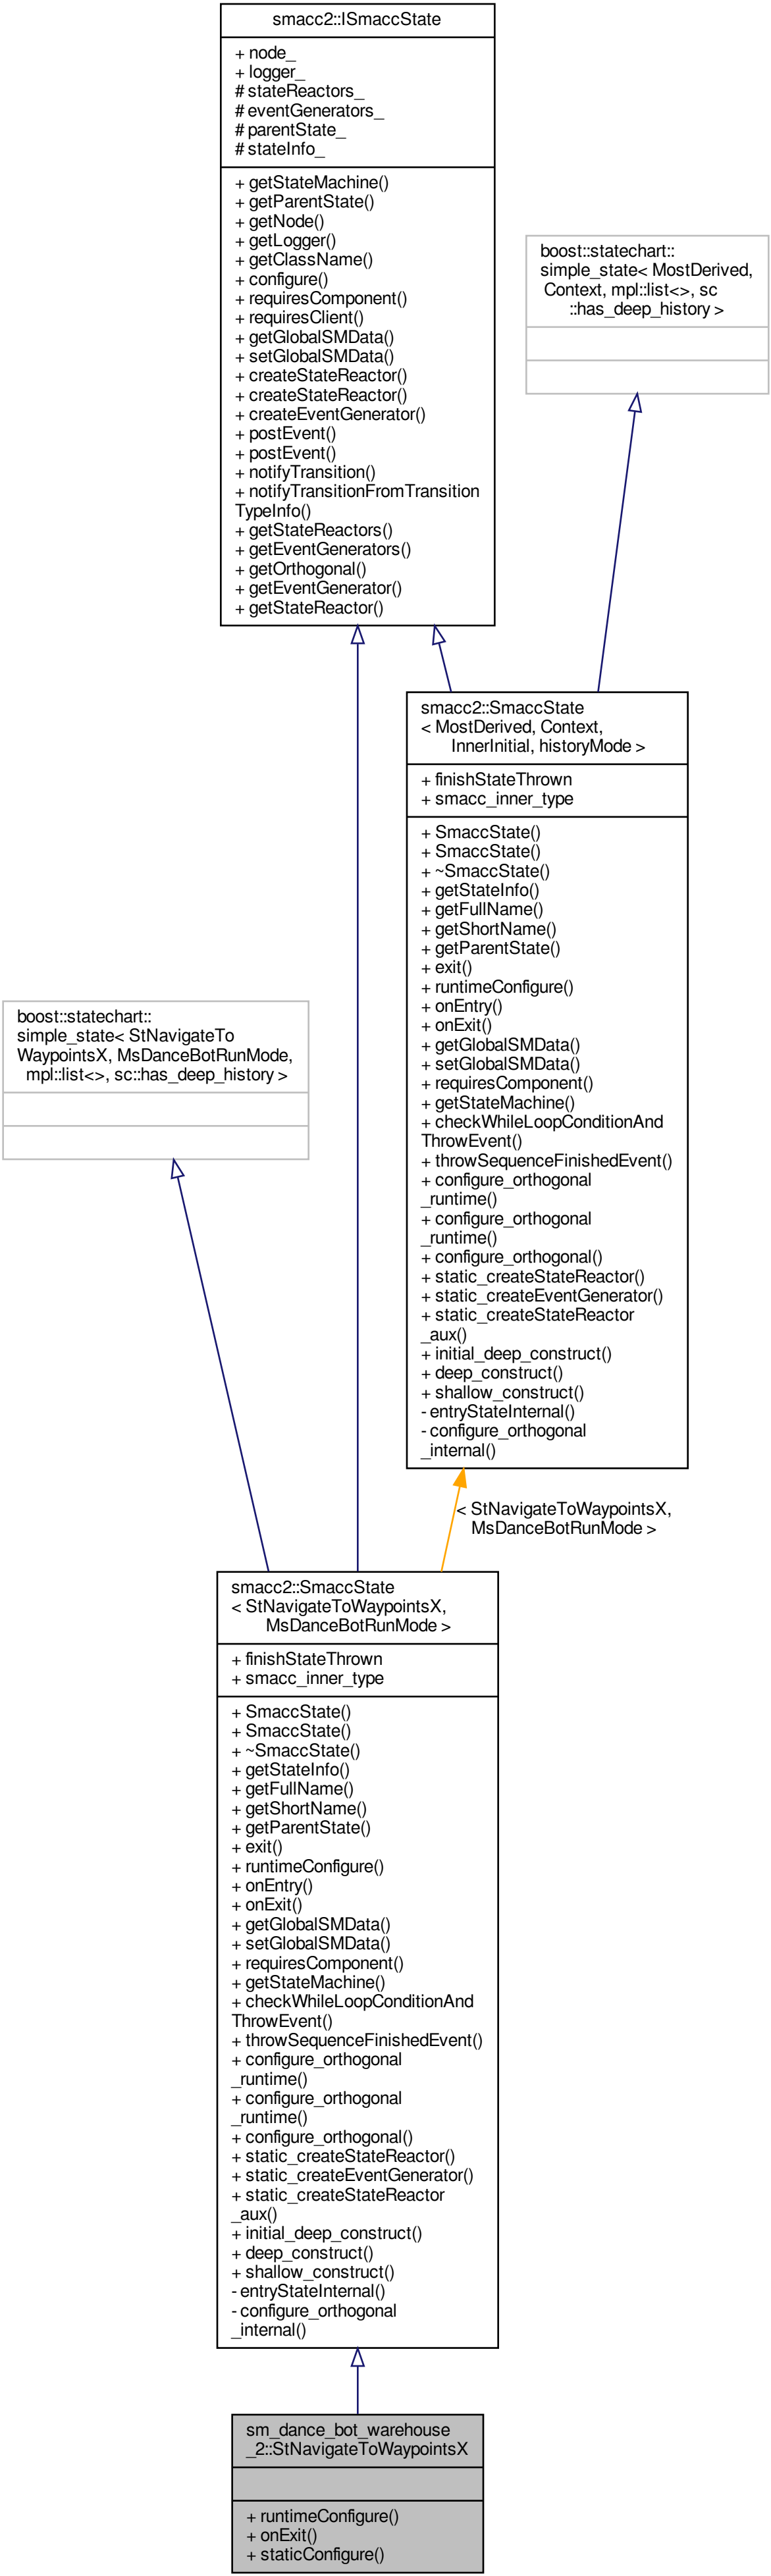 smacc2::ISmaccState
+ node_
+ logger_
# stateReactors_
# eventGenerators_
# parentState_
# stateInfo_
+ getStateMachine()
+ getParentState()
+ getNode()
+ getLogger()
+ getClassName()
+ configure()
+ requiresComponent()
+ requiresClient()
+ getGlobalSMData()
+ setGlobalSMData()
+ createStateReactor()
+ createStateReactor()
+ createEventGenerator()
+ postEvent()
+ postEvent()
+ notifyTransition()
+ notifyTransitionFromTransition
TypeInfo()
+ getStateReactors()
+ getEventGenerators()
+ getOrthogonal()
+ getEventGenerator()
+ getStateReactor()
boost::statechart::
simple_state< MostDerived,
Context, mpl::list<>, sc
::has_deep_history >
smacc2::SmaccState
< MostDerived, Context,
InnerInitial, historyMode >
+ finishStateThrown
+ smacc_inner_type
+ SmaccState()
+ SmaccState()
+ ~SmaccState()
+ getStateInfo()
+ getFullName()
+ getShortName()
+ getParentState()
+ exit()
+ runtimeConfigure()
+ onEntry()
+ onExit()
+ getGlobalSMData()
+ setGlobalSMData()
+ requiresComponent()
+ getStateMachine()
+ checkWhileLoopConditionAnd
ThrowEvent()
+ throwSequenceFinishedEvent()
+ configure_orthogonal
_runtime()
+ configure_orthogonal
_runtime()
+ configure_orthogonal()
+ static_createStateReactor()
+ static_createEventGenerator()
+ static_createStateReactor
_aux()
+ initial_deep_construct()
+ deep_construct()
+ shallow_construct()
- entryStateInternal()
- configure_orthogonal
_internal()
boost::statechart::
simple_state< StNavigateTo
WaypointsX, MsDanceBotRunMode,
mpl::list<>, sc::has_deep_history >
< StNavigateToWaypointsX,
MsDanceBotRunMode >
smacc2::SmaccState
< StNavigateToWaypointsX,
MsDanceBotRunMode >
+ finishStateThrown
+ smacc_inner_type
+ SmaccState()
+ SmaccState()
+ ~SmaccState()
+ getStateInfo()
+ getFullName()
+ getShortName()
+ getParentState()
+ exit()
+ runtimeConfigure()
+ onEntry()
+ onExit()
+ getGlobalSMData()
+ setGlobalSMData()
+ requiresComponent()
+ getStateMachine()
+ checkWhileLoopConditionAnd
ThrowEvent()
+ throwSequenceFinishedEvent()
+ configure_orthogonal
_runtime()
+ configure_orthogonal
_runtime()
+ configure_orthogonal()
+ static_createStateReactor()
+ static_createEventGenerator()
+ static_createStateReactor
_aux()
+ initial_deep_construct()
+ deep_construct()
+ shallow_construct()
- entryStateInternal()
- configure_orthogonal
_internal()
sm_dance_bot_warehouse
_2::StNavigateToWaypointsX
+ runtimeConfigure()
+ onExit()
+ staticConfigure()